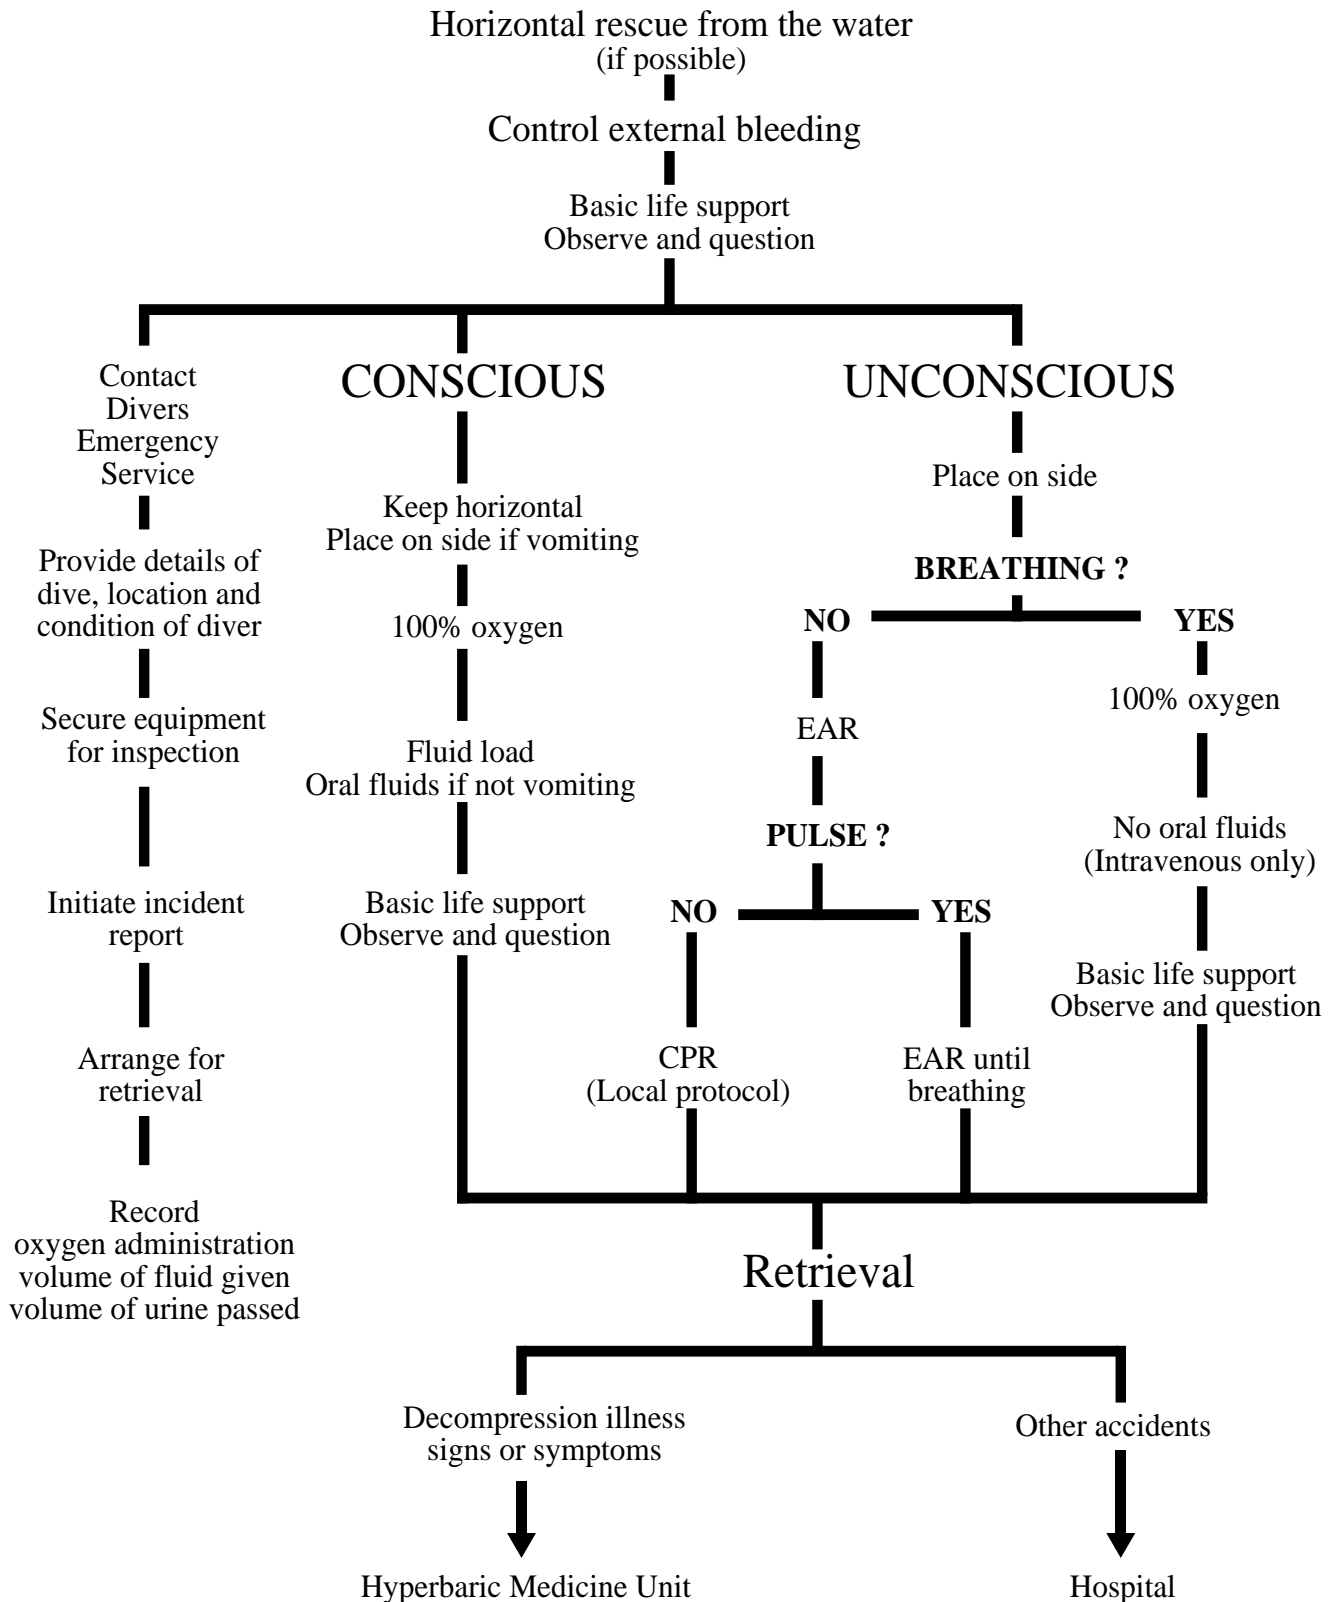 Horizontal rescue from the water
(if possible)
Control external bleeding
Basic life support
Observe and question
Contact
Divers
Emergency
Service
Provide details of
dive, location and
condition of diver
Secure equipment
for inspection
Initiate incident
report
Arrange for
retrieval
Record
oxygen administration
volume of fluid given
volume of urine passed
CONSCIOUS
Keep horizontal
Place on side if vomiting
100% oxygen
Fluid load
Oral fluids if not vomiting
Basic life support
Observe and question
UNCONSCIOUS
Place on side
BREATHING ?
NO
EAR
PULSE ?
NO
CPR
(Local protocol)
YES
EAR until
breathing
YES
100% oxygen
No oral fluids
(Intravenous only)
Basic life support
Observe and question
Retrieval
Decompression illness
signs or symptoms
Hyperbaric Medicine Unit
Other accidents
Hospital